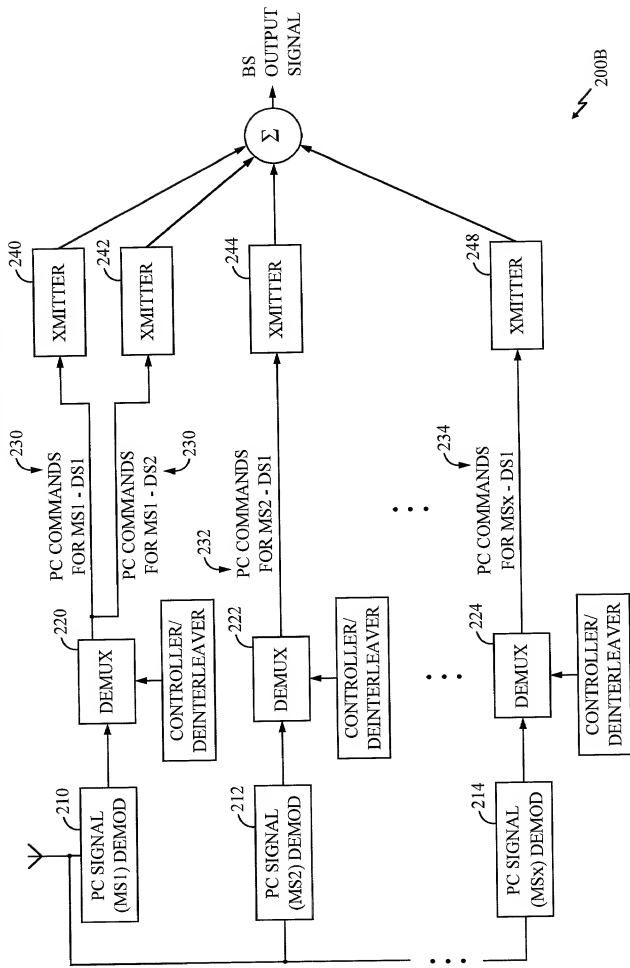 210
PC SIGNAL
(MS1) DEMOD
220
DEMUX
CONTROLLER/
DEINTERLEAVER
230
PC COMMANDS
FOR MS1 - DS1
PC COMMANDS
FOR MS1 - DS2
230
240
XMITTER
242
XMITTER
212
PC SIGNAL
(MS2) DEMOD
222
DEMUX
CONTROLLER/
DEINTERLEAVER
232
PC COMMANDS
FOR MS2 - DS1
244
XMITTER
Σ
BS
OUTPUT
SIGNAL
214
PC SIGNAL
(MSx) DEMOD
224
DEMUX
CONTROLLER/
DEINTERLEAVER
234
PC COMMANDS
FOR MSx - DS1
248
XMITTER
200B